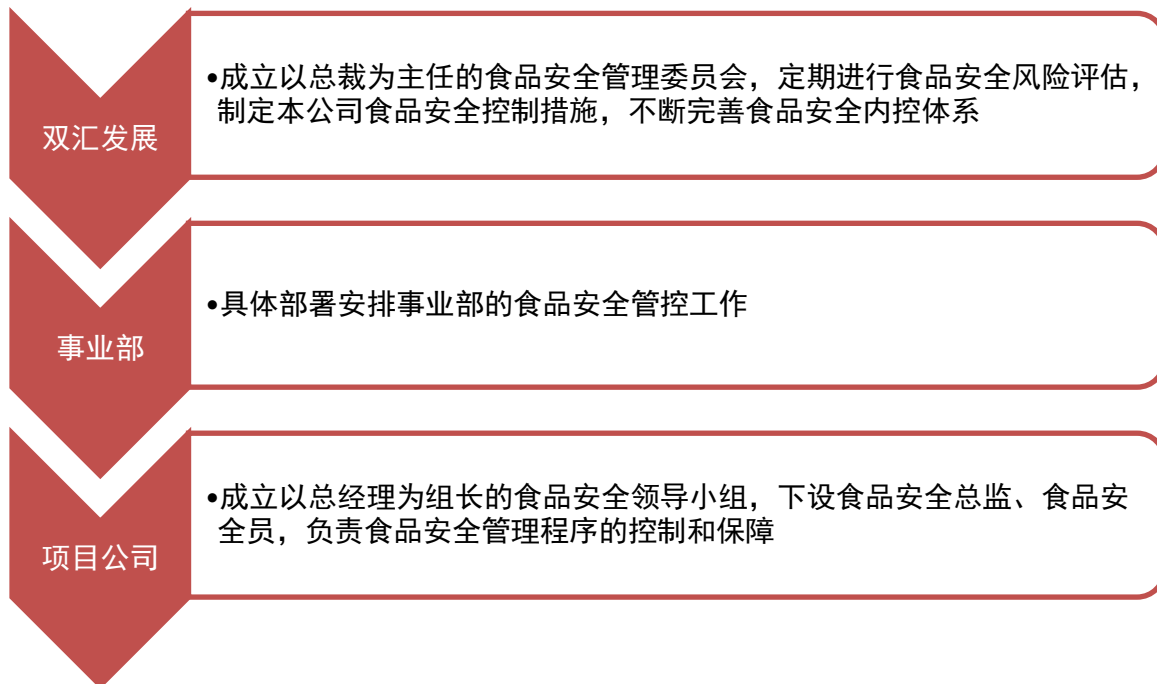 双汇发展
•成立以总裁为主任的食品安全管理委员会，定期进行食品安全风险评估，
制定本公司食品安全控制措施，不断完善食品安全内控体系
事业部
•具体部署安排事业部的食品安全管控工作
项目公司
•成立以总经理为组长的食品安全领导小组，下设食品安全总监、食品安
全员，负责食品安全管理程序的控制和保障